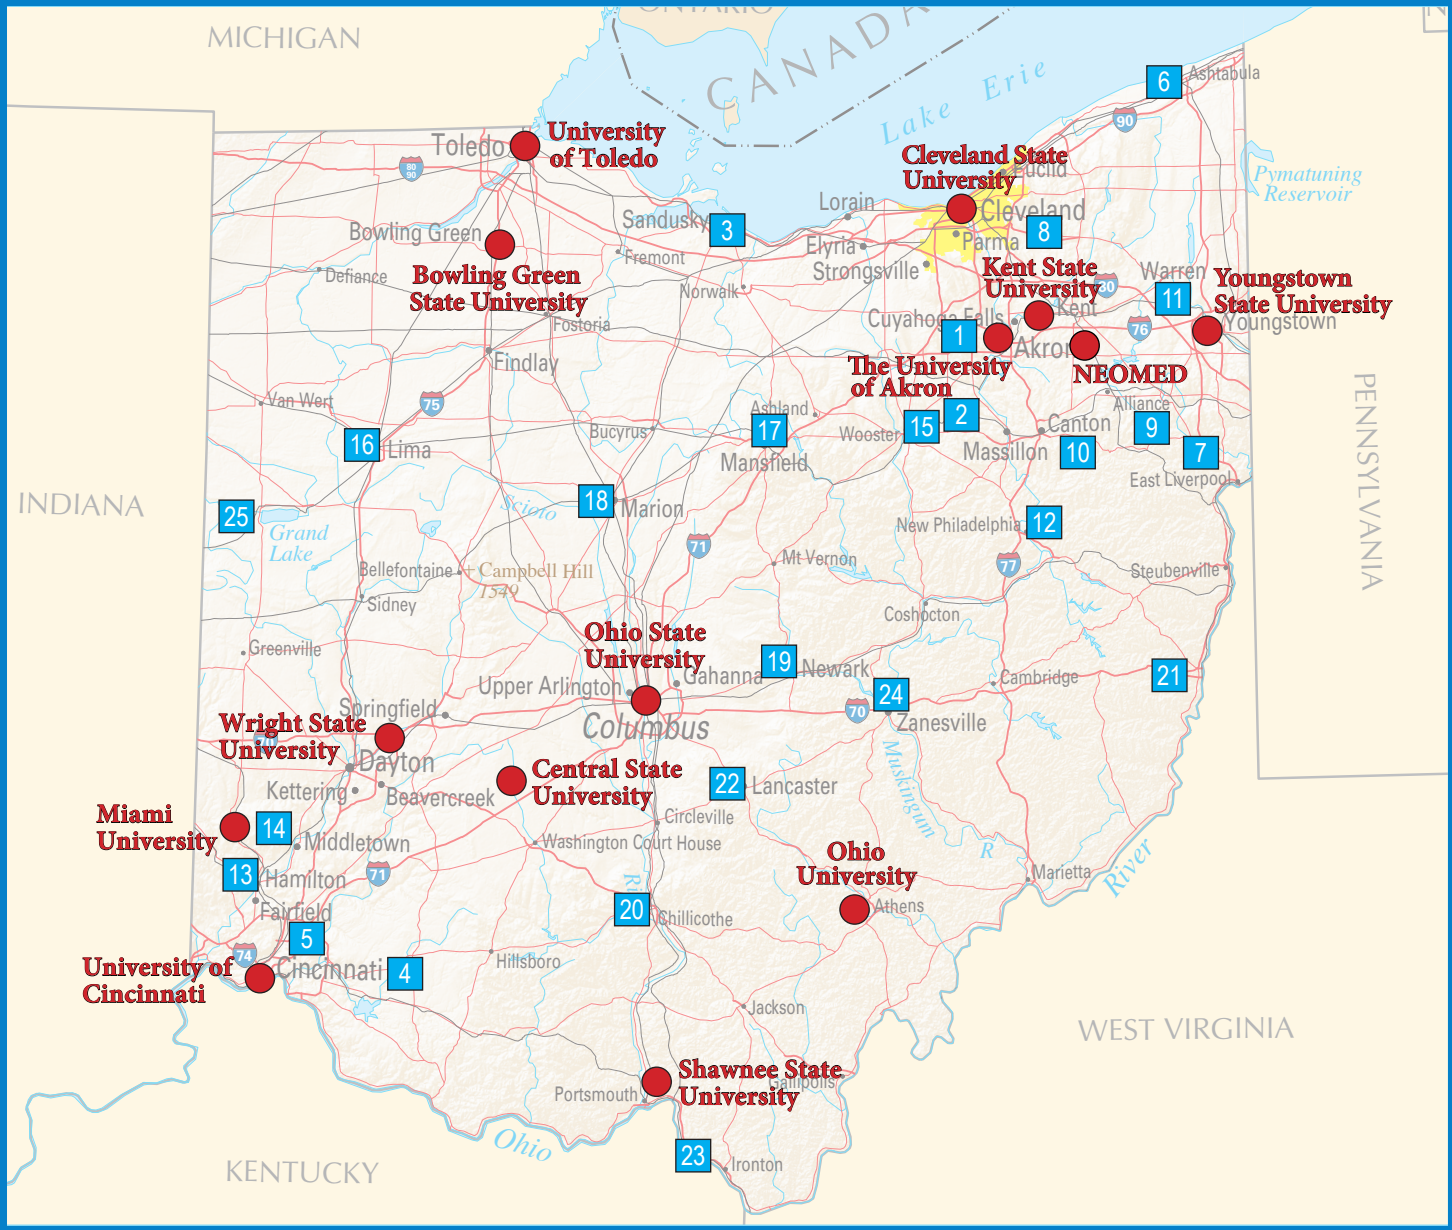 ONTARIO
MICHIGAN
CANADA
Lake Erie
6
Ashtabula
90
University
of Toledo
Toledo
80
90
Cleveland State
University
Euclid
Pymatuning
Reservoir
Lorain
Cleveland
Sandusky
3
8
Bowling Green
Elyria
Parma
Fremont
Strongsville
Defiance
Bowling Green
State University
Norwalk
Kent State
University
80
Warren
11
Youngstown
State University
Kent
Cuyahoga Falls
76
Youngstown
Fostoria
1
Akron
Findlay
The University
of Akron
NEOMED
PENNSYLVANIA
Van Wert
75
Ashland
Alliance
2
15
Wooster
Canton
9
Bucyrus
17
16
Lima
Massillon
10
7
Mansfield
East Liverpool
INDIANA
18
Marion
Scioto
25
Grand
Lake
New Philadelphia
12
71
Mt Vernon
77
Bellefontaine
Campbell Hill
1549
Steubenville
Sidney
Coshocton
Ohio State
University
Greenville
19
Newark
Gahanna
Cambridge
21
Upper Arlington
24
Springfield
70
Zanesville
Columbus
Wright State
University
70
Dayton
Central State
University
Muskingum
R
22
Lancaster
Kettering
Beavercreek
Miami
University
14
Circleville
Middletown
Washington Court House
Ohio
University
13
Hamilton
71
Marietta
River
Ri
Fairfield
20
Chillicothe
Athens
5
74
University of
Cincinnati
Cincinnati
4
Hillsboro
Jackson
WEST VIRGINIA
Shawnee State
University
Gallipolis
Portsmouth
Ohio
23
Ironton
KENTUCKY